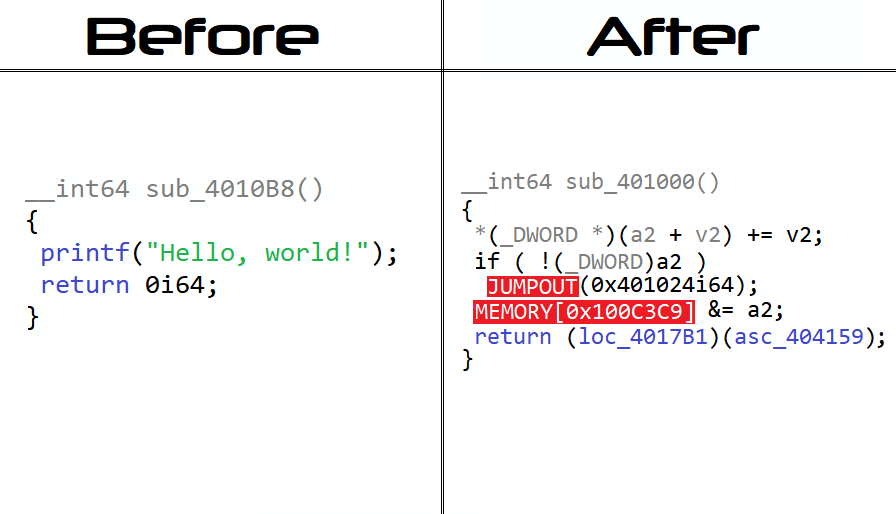 Before
After
__int64 sub_4010B8()
{
printf("Hello, world!");
return 0i64;
}
__int64 sub_401000()
{
*(_DWORD *)(a2 + v2) += v2;
if ( !(_DWORD)a2 )
JUMPOUT(0x401024i64);
MEMORY[0x100C3C9] &= a2;
return (loc_4017B1)(asc_404159);
}